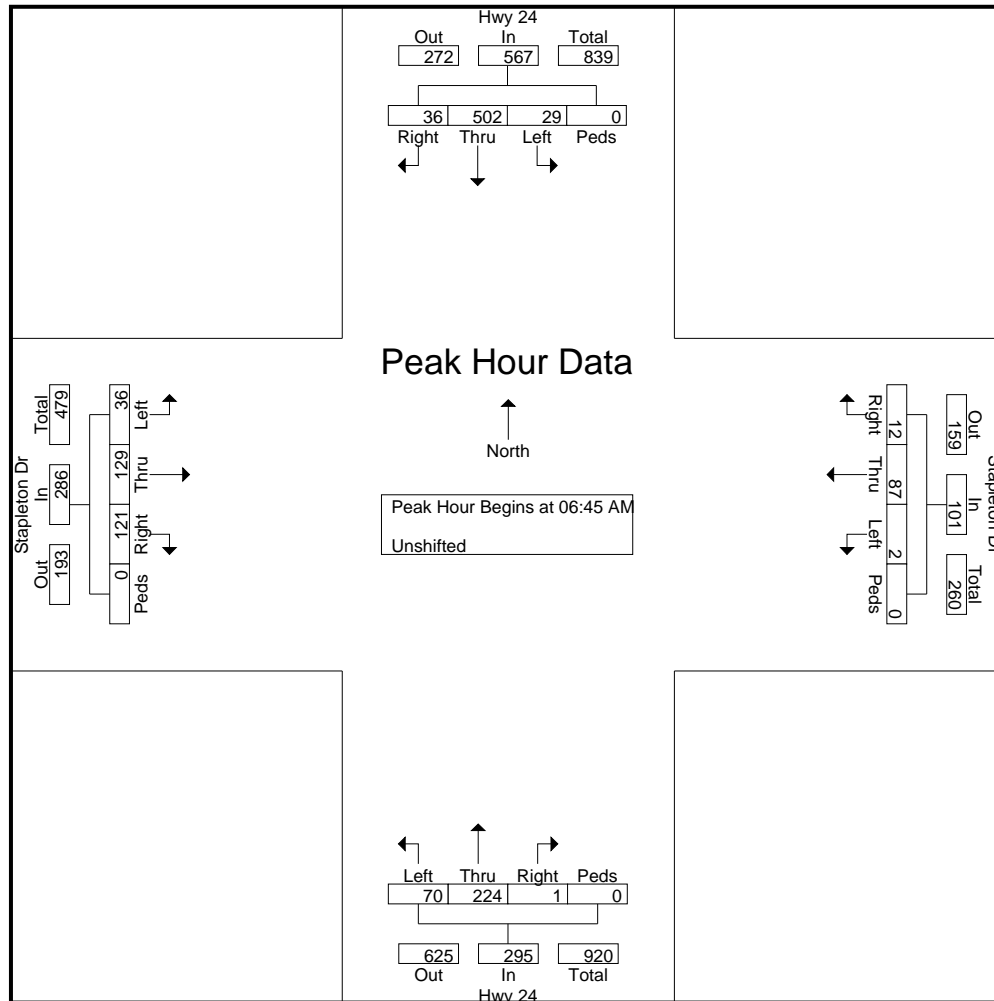 Hwy 24
Out In Total
272 567 839
36 502 29 0
Right Thru Left Peds
Peak Hour Data
North
Peak Hour Begins at 06:45 AM
Unshifted
Stapleton Dr
Total In Out
479 286 193
36 129 121 0
Left Thru Right Peds
Right Thru Left Peds
12 87 2 0
159 101 260
Out In Total
Stapleton Dr
Left Thru Right Peds
70 224 1 0
625 295 920
Out In Total
Hwy 24